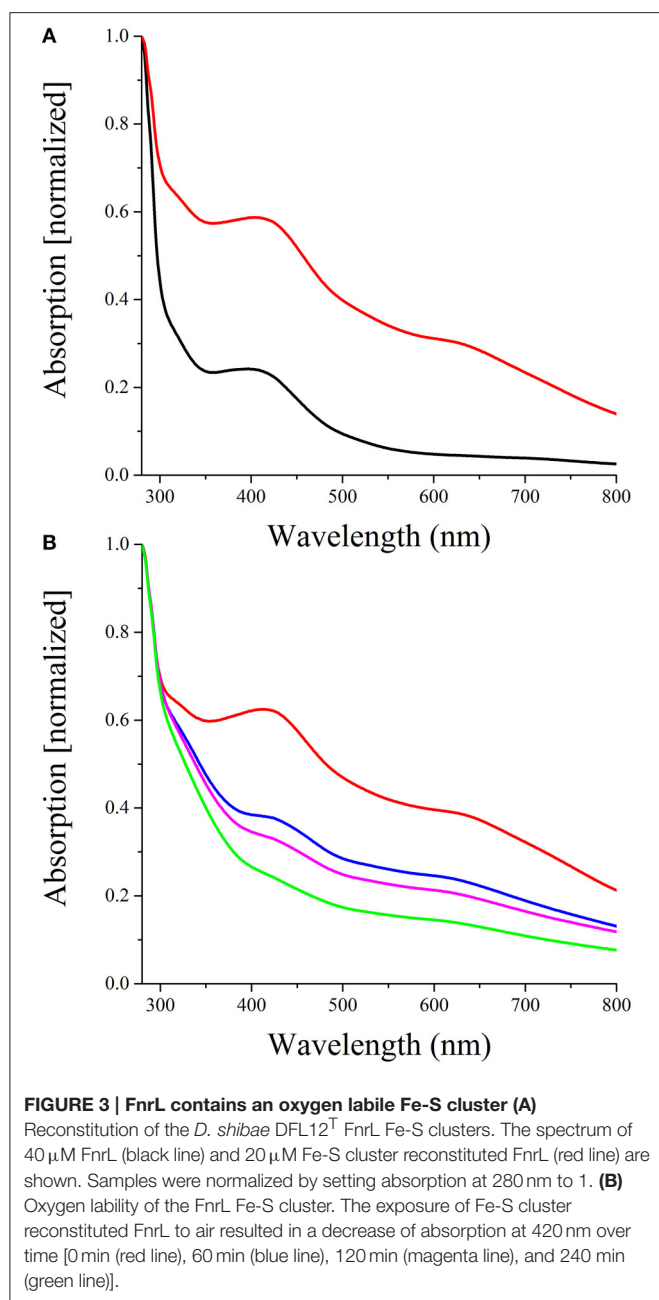 A
1.0
0.8
0.6
0.4
0.2
0.0
Absorption [normalized]
300 400 500 600 700 800
Wavelength (nm)
B
1.0
0.8
0.6
0.4
0.2
0.0
Absorption [normalized]
300 400 500 600 700 800
Wavelength (nm)
FIGURE 3 | FnrL contains an oxygen labile Fe-S cluster (A)
Reconstitution of the D. shibae DFL12ᵀ FnrL Fe-S clusters. The spectrum of
40 μM FnrL (black line) and 20 μM Fe-S cluster reconstituted FnrL (red line) are
shown. Samples were normalized by setting absorption at 280 nm to 1. (B)
Oxygen lability of the FnrL Fe-S cluster. The exposure of Fe-S cluster
reconstituted FnrL to air resulted in a decrease of absorption at 420 nm over
time [0 min (red line), 60 min (blue line), 120 min (magenta line), and 240 min
(green line)].